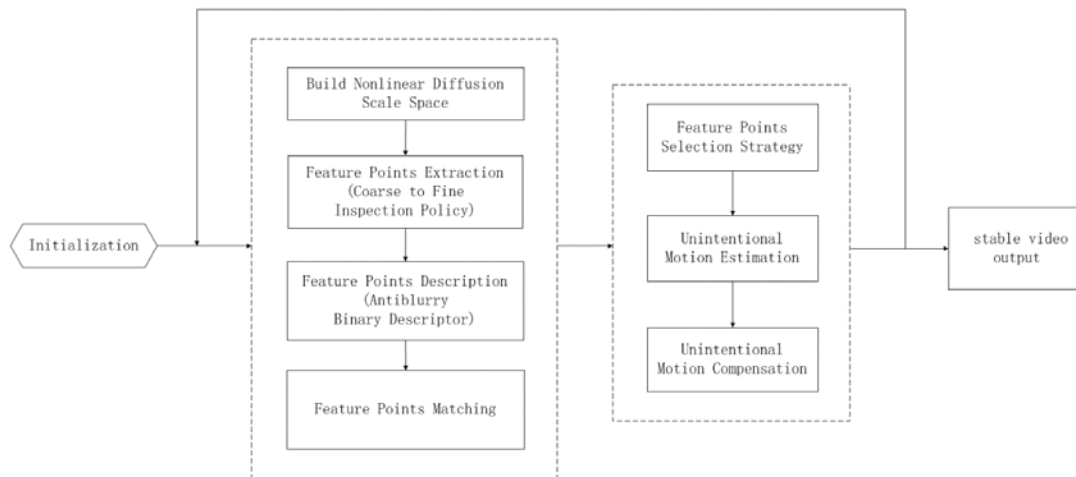 Initialization
Build Nonlinear Diffusion
Scale Space
Feature Points Extraction
(Coarse to Fine
Inspection Policy)
Feature Points Description
(Antiblurry
Binary Descriptor)
Feature Points Matching
Feature Points
Selection Strategy
Unintentional
Motion Estimation
Unintentional
Motion Compensation
stable video
output